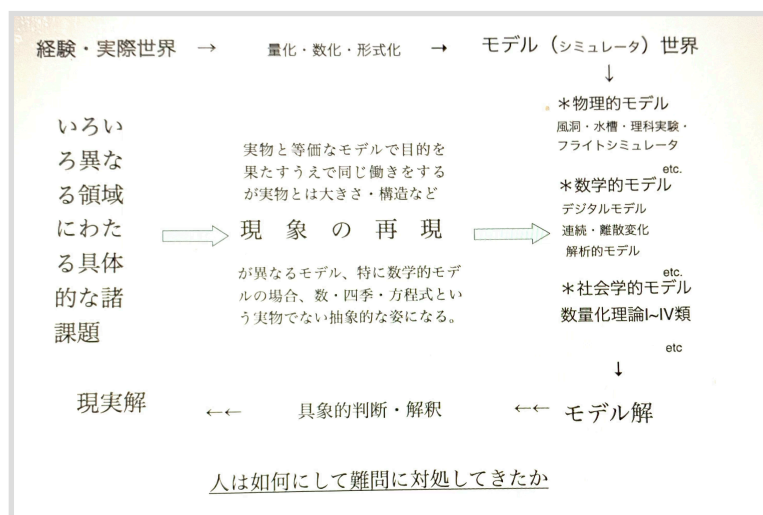 経験・実際世界 → 量化・数化・形式化 → モデル（シミュレータ）世界
↓
いろい
ろ異な
る領域
にわた
る具体
的な諸
課題
実物と等価なモデルで目的を
果たすうえで同じ働きをする
が実物とは大きさ・構造など
現象の再現
が異なるモデル、特に数学的モデ
ルの場合、数・四季・方程式とい
う実物でない抽象的な姿になる。
＊物理的モデル
風洞・水槽・理科実験・
フライトシミュレータ
etc.
＊数学的モデル
デジタルモデル
連続・離散変化
解析的モデル
etc.
＊社会学的モデル
数量化理論I~IV類
etc
↓
現実解 ←← 具象的判断・解釈 ←← モデル解
人は如何にして難問に対処してきたか